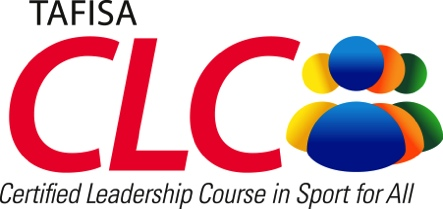 TAFISA
CLC
Certified Leadership Course in Sport for All